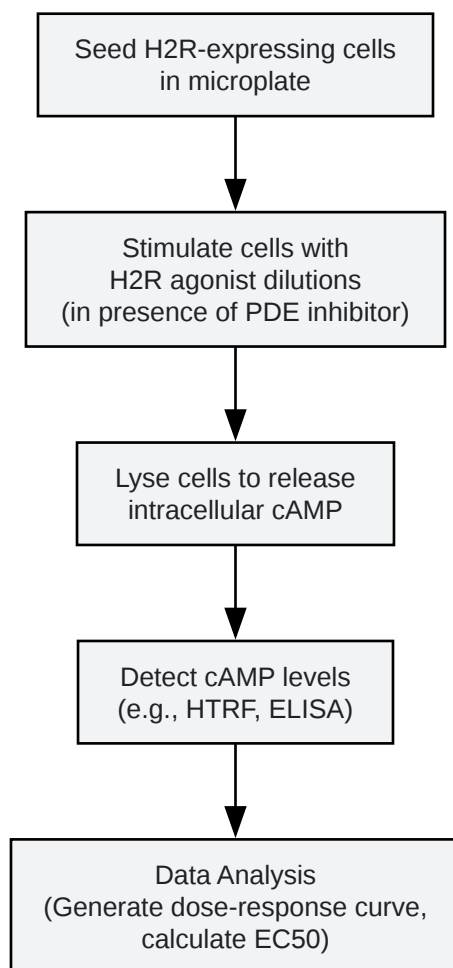 Seed H2R-expressing cells
in microplate
Stimulate cells with
H2R agonist dilutions
(in presence of PDE inhibitor)
Lyse cells to release
intracellular cAMP
Detect cAMP levels
(e.g., HTRF, ELISA)
Data Analysis
(Generate dose-response curve,
calculate EC50)